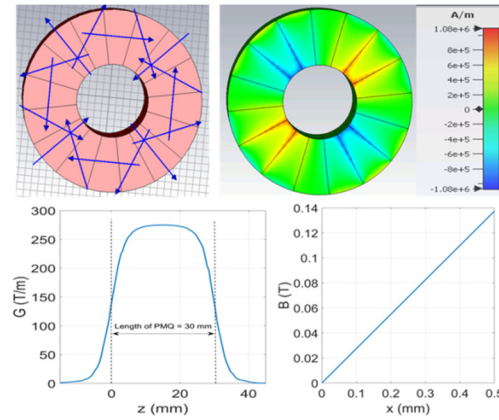 A/m
1.08e+6
8e+5
6e+5
4e+5
2e+5
0
-2e+5
-4e+5
-6e+5
-8e+5
-1.08e+6
300
250
200
150
100
50
0
G (T/m)
Length of PMQ = 30 mm
0 20 40
z (mm)
0.14
0.12
0.1
0.08
0.06
0.04
0.02
0
B (T)
0 0.1 0.2 0.3 0.4 0.5
x (mm)